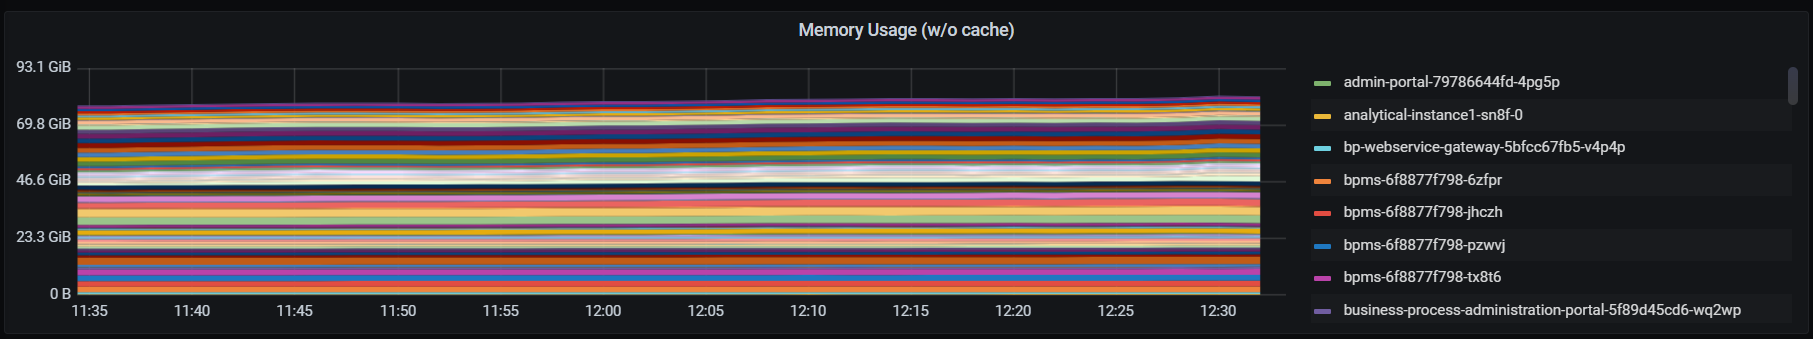 Memory Usage (w/o cache)
93.1 GiB
69.8 GiB
46.6 GiB
23.3 GiB
0 B
11:35 11:40 11:45 11:50 11:55 12:00 12:05 12:10 12:15 12:20 12:25 12:30
admin-portal-79786644fd-4pg5p
analytical-instance1-sn8f-0
bp-webservice-gateway-5bfcc67fb5-v4p4p
bpms-6f8877f798-6zfpr
bpms-6f8877f798-jhczh
bpms-6f8877f798-pzwvj
bpms-6f8877f798-tx8t6
business-process-administration-portal-5f89d45cd6-wq2wp